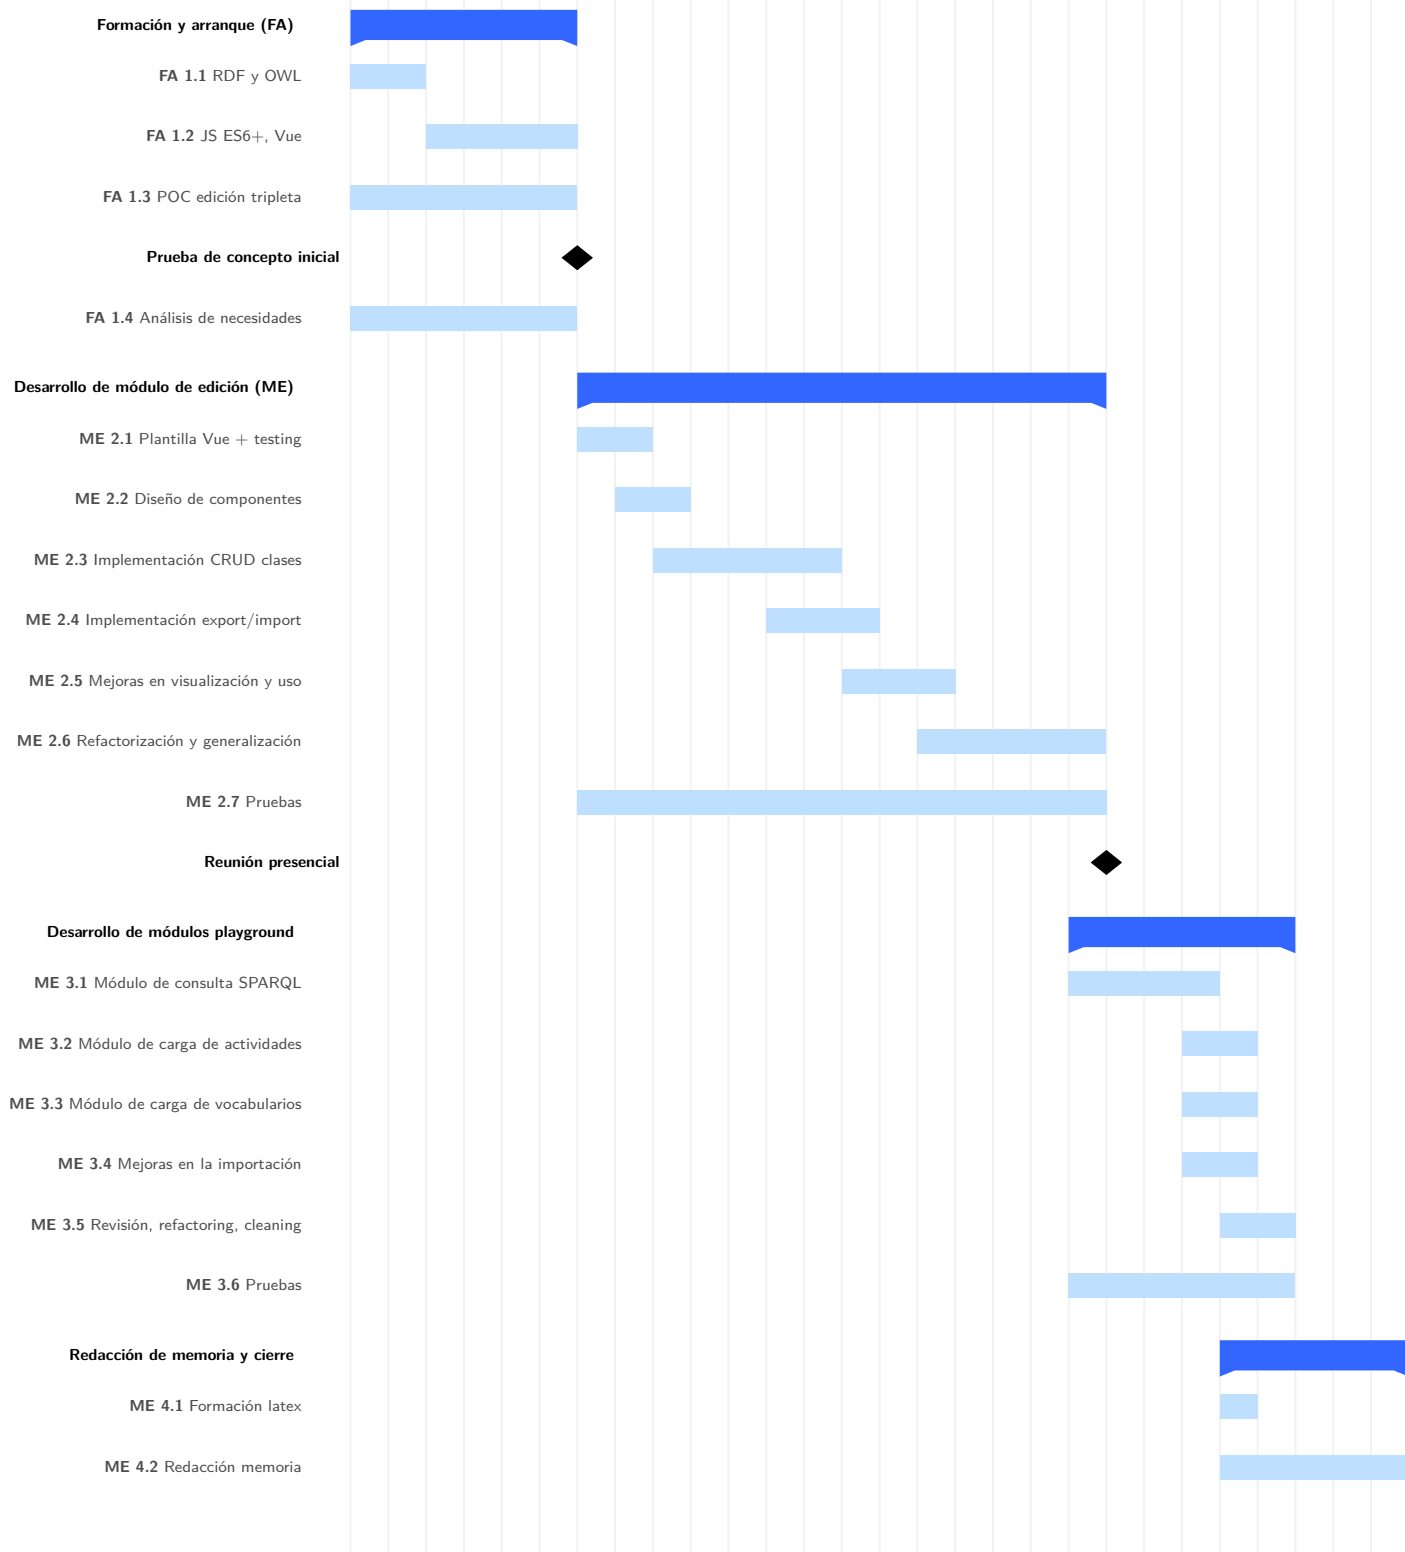 Formación y arranque (FA)
FA 1.1 RDF y OWL
FA 1.2 JS ES6+, Vue
FA 1.3 POC edición tripleta
Prueba de concepto inicial
FA 1.4 Análisis de necesidades
Desarrollo de módulo de edición (ME)
ME 2.1 Plantilla Vue + testing
ME 2.2 Diseño de componentes
ME 2.3 Implementación CRUD clases
ME 2.4 Implementación export/import
ME 2.5 Mejoras en visualización y uso
ME 2.6 Refactorización y generalización
ME 2.7 Pruebas
Reunión presencial
Desarrollo de módulos playground
ME 3.1 Módulo de consulta SPARQL
ME 3.2 Módulo de carga de actividades
ME 3.3 Módulo de carga de vocabularios
ME 3.4 Mejoras en la importación
ME 3.5 Revisión, refactoring, cleaning
ME 3.6 Pruebas
Redacción de memoria y cierre
ME 4.1 Formación latex
ME 4.2 Redacción memoria